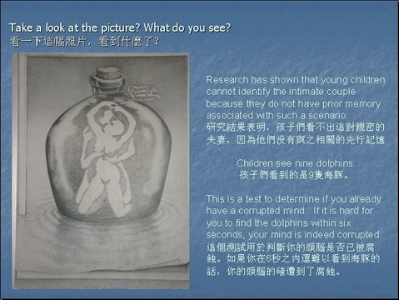 Take a look at the picture? What do you see?
看一下這幅照片，看到什麼了？
Research has shown that young children
cannot identify the intimate couple
because they do not have prior memory
associated with such a scenario.
研究結果表明，孩子們看不出這對親密的
夫妻，因為他們沒有與之相關的先行記憶
Children see nine dolphins.
孩子們看到的是9隻海豚。
This is a test to determine if you already
have a corrupted mind. If it is hard for
you to find the dolphins within six
seconds, your mind is indeed corrupted.
這個測試用於判斷你的頭腦是否已被腐
蝕。如果你在6秒之內還難以看到海豚的
話，你的頭腦的確遭到了腐蝕。